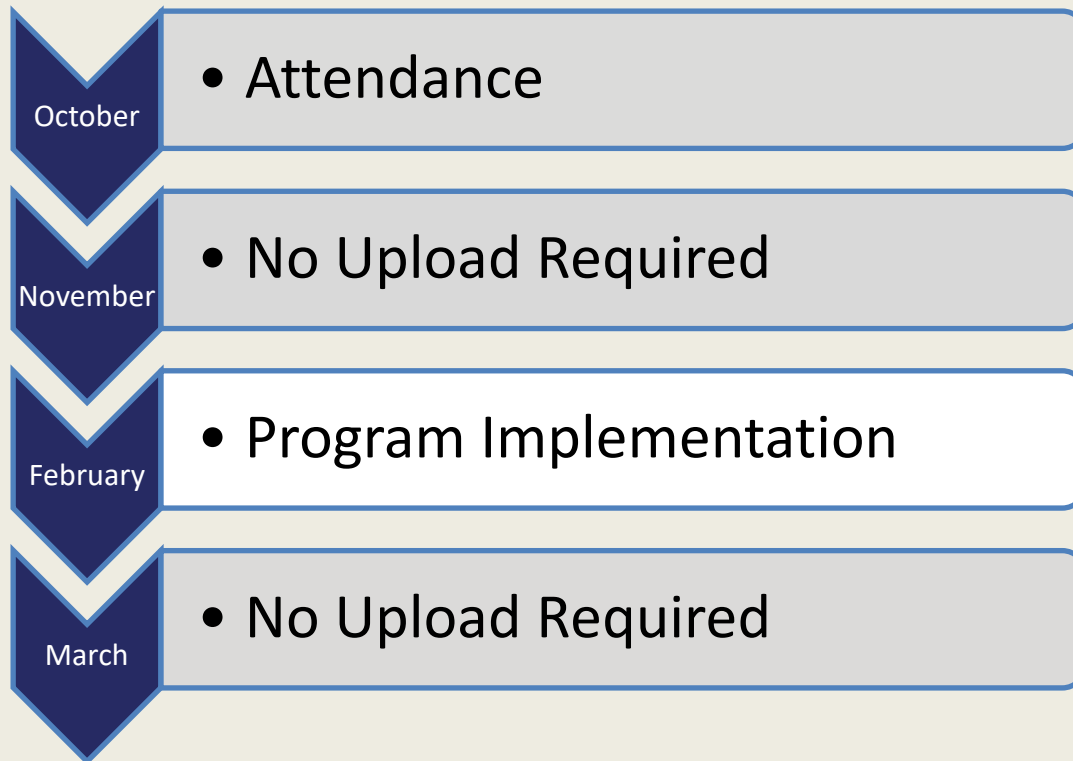 October
• Attendance
November
• No Upload Required
February
• Program Implementation
March
• No Upload Required